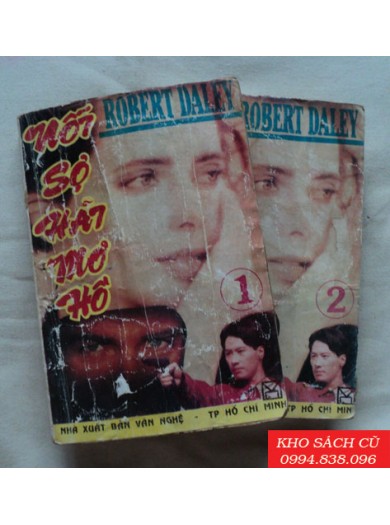 ROBERT DALEY
NỖI
SỢ
HÃI
MƠ
HỒ
1
NHÀ XUẤT BẢN VĂN NGHỆ - TP HỒ CHÍ MINH
ROBERT DALEY
2
TP HỒ CHÍ MIN
KHO SÁCH CŨ
0994.838.096